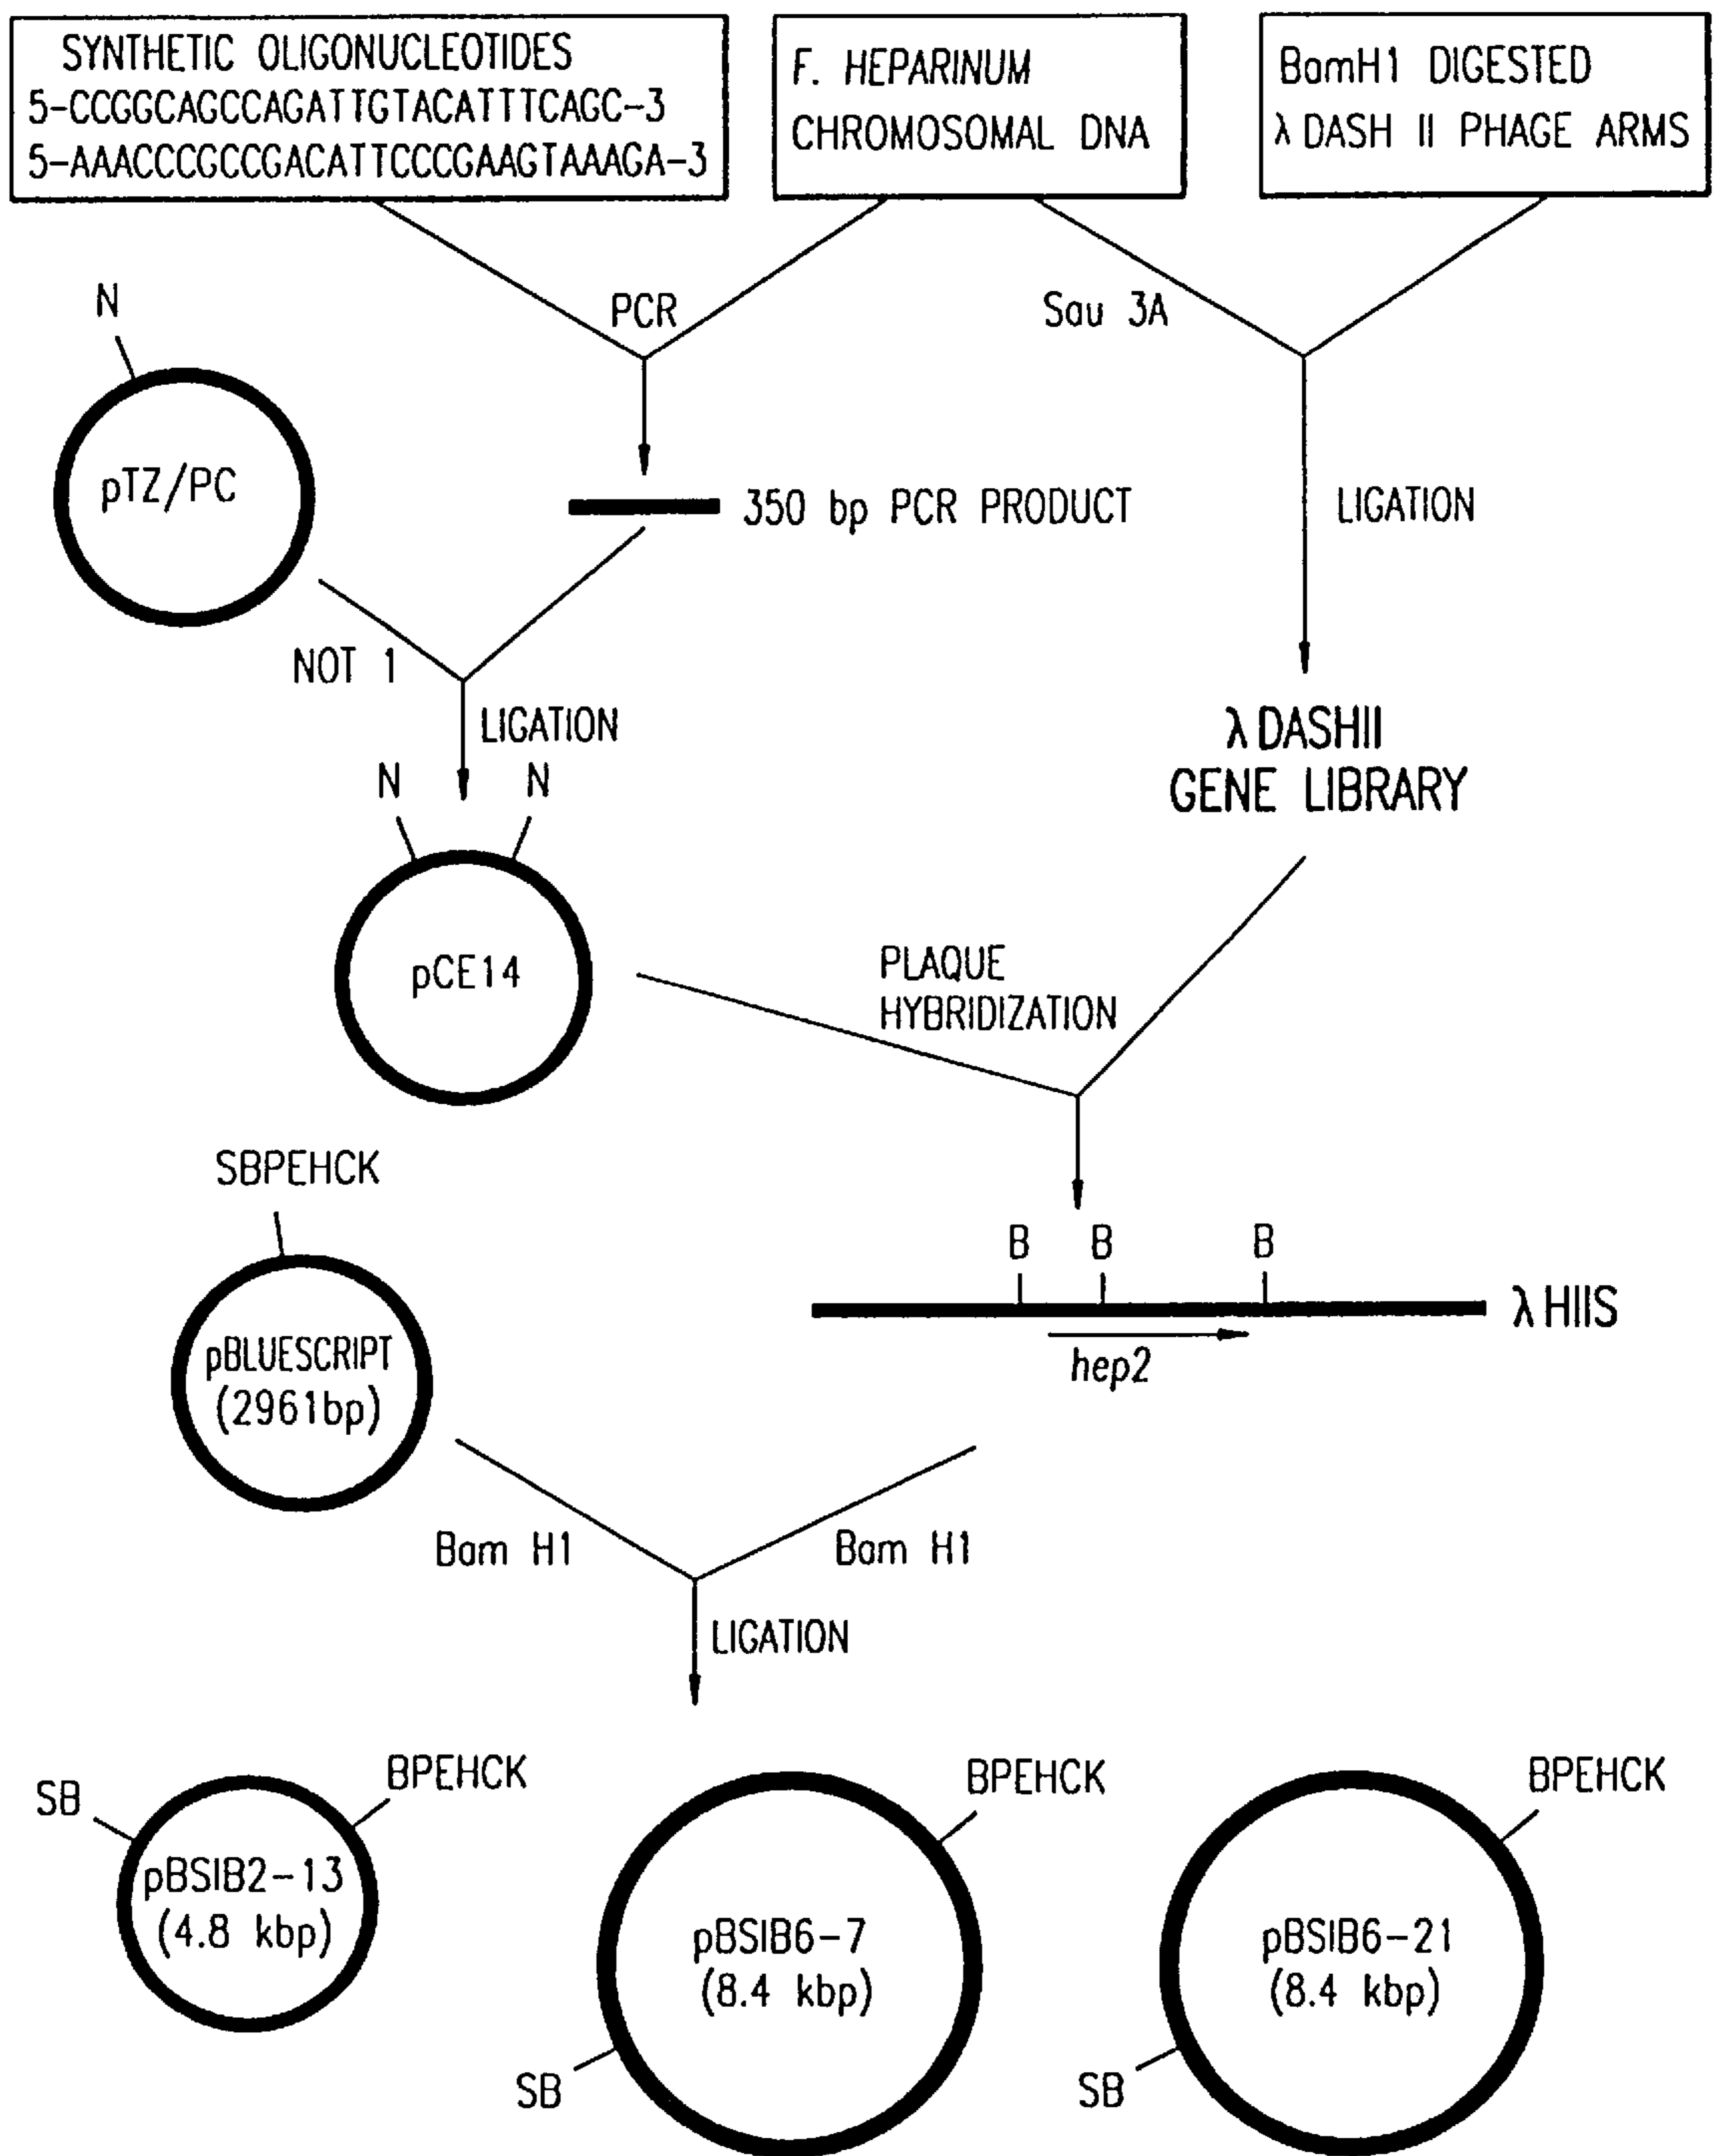 SYNTHETIC OLIGONUCLEOTIDES
5-CCGGCAGCCAGATTGTACATTTCAGC-3
5-AAACCCGCCGACATTCCCGAAGTAAAGA-3
F. HEPARINUM
CHROMOSOMAL DNA
BamH1 DIGESTED
λ DASH II PHAGE ARMS
N
PCR
Sau 3A
pTZ/PC
350 bp PCR PRODUCT
LIGATION
NOT 1
LIGATION
N N
λ DASHII
GENE LIBRARY
pCE14
PLAQUE
HYBRIDIZATION
SBPEHCK
B B B
λ HIIS
hep2
pBLUESCRIPT
(2961bp)
Bam H1
Bam H1
LIGATION
SB
BPEHCK
pBSIB2-13
(4.8 kbp)
BPEHCK
pBSIB6-7
(8.4 kbp)
SB
BPEHCK
pBSIB6-21
(8.4 kbp)
SB